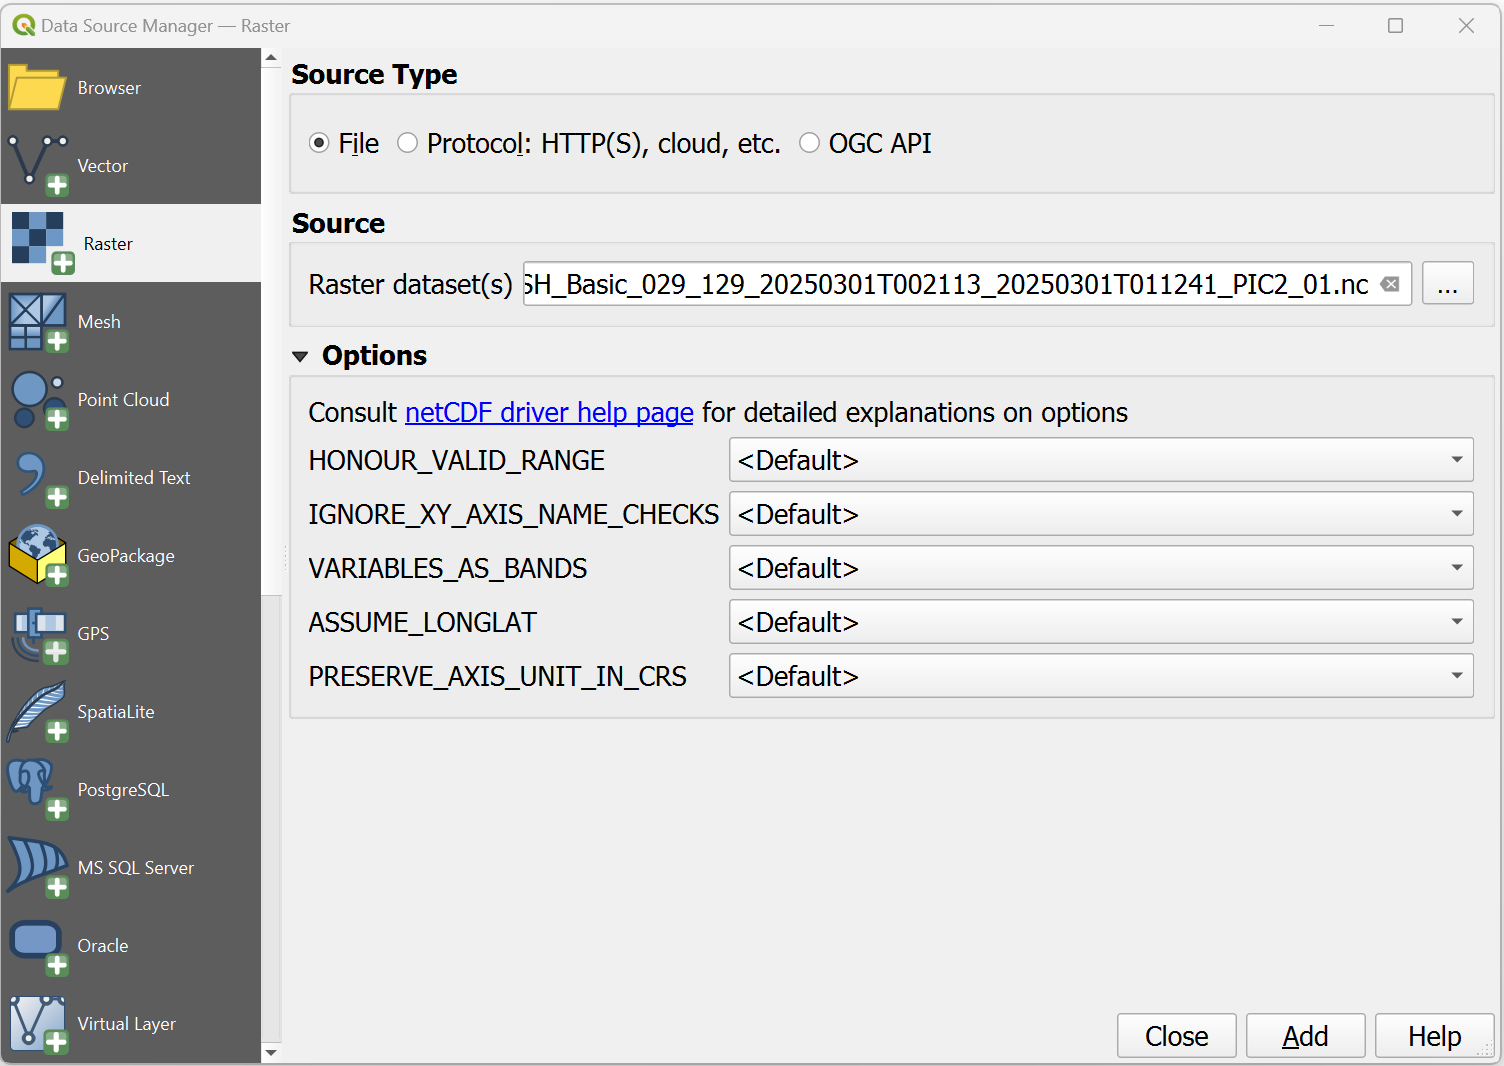 Data Source Manager — Raster
Browser
Vector
Raster
Mesh
Point Cloud
Delimited Text
GeoPackage
GPS
SpatiaLite
PostgreSQL
MS SQL Server
Oracle
Virtual Layer
Source Type
File Protocol: HTTP(S), cloud, etc. OGC API
Source
Raster dataset(s) SH_Basic_029_129_20250301T002113_20250301T011241_PIC2_01.nc ...
Options
Consult netCDF driver help page for detailed explanations on options
HONOUR_VALID_RANGE <Default>
IGNORE_XY_AXIS_NAME_CHECKS <Default>
VARIABLES_AS_BANDS <Default>
ASSUME_LONGLAT <Default>
PRESERVE_AXIS_UNIT_IN_CRS <Default>
Close Add Help